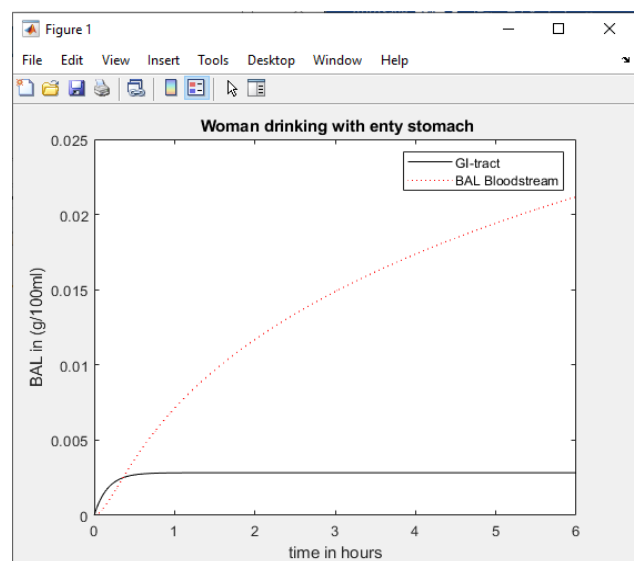 Figure 1
File Edit View Insert Tools Desktop Window Help
Woman drinking with enty stomach
GI-tract
BAL Bloodstream
BAL in (g/100ml)
0.025
0.02
0.015
0.01
0.005
0
0 1 2 3 4 5 6
time in hours